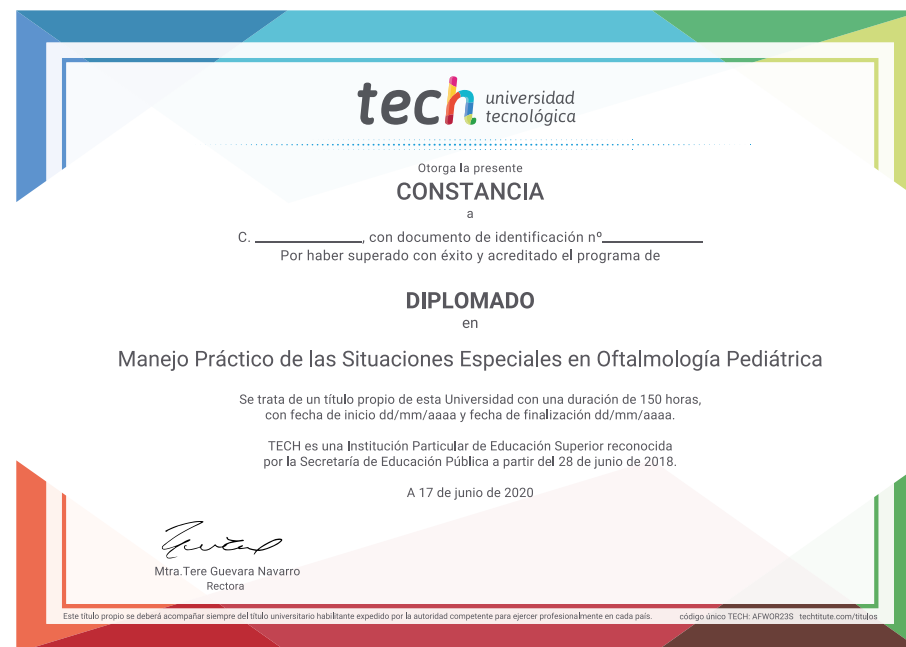 tech universidad
tecnológica
Otorga la presente
CONSTANCIA
a
C. ____________, con documento de identificación nº____________
Por haber superado con éxito y acreditado el programa de
DIPLOMADO
en
Manejo Práctico de las Situaciones Especiales en Oftalmología Pediátrica
Se trata de un título propio de esta Universidad con una duración de 150 horas,
con fecha de inicio dd/mm/aaaa y fecha de finalización dd/mm/aaaa.
TECH es una Institución Particular de Educación Superior reconocida
por la Secretaría de Educación Pública a partir del 28 de junio de 2018.
A 17 de junio de 2020
Mtra.Tere Guevara Navarro
Rectora
Este título propio se deberá acompañar siempre del título universitario habilitante expedido por la autoridad competente para ejercer profesionalmente en cada país. código único TECH: AFWOR23S techtitute.com/titulos